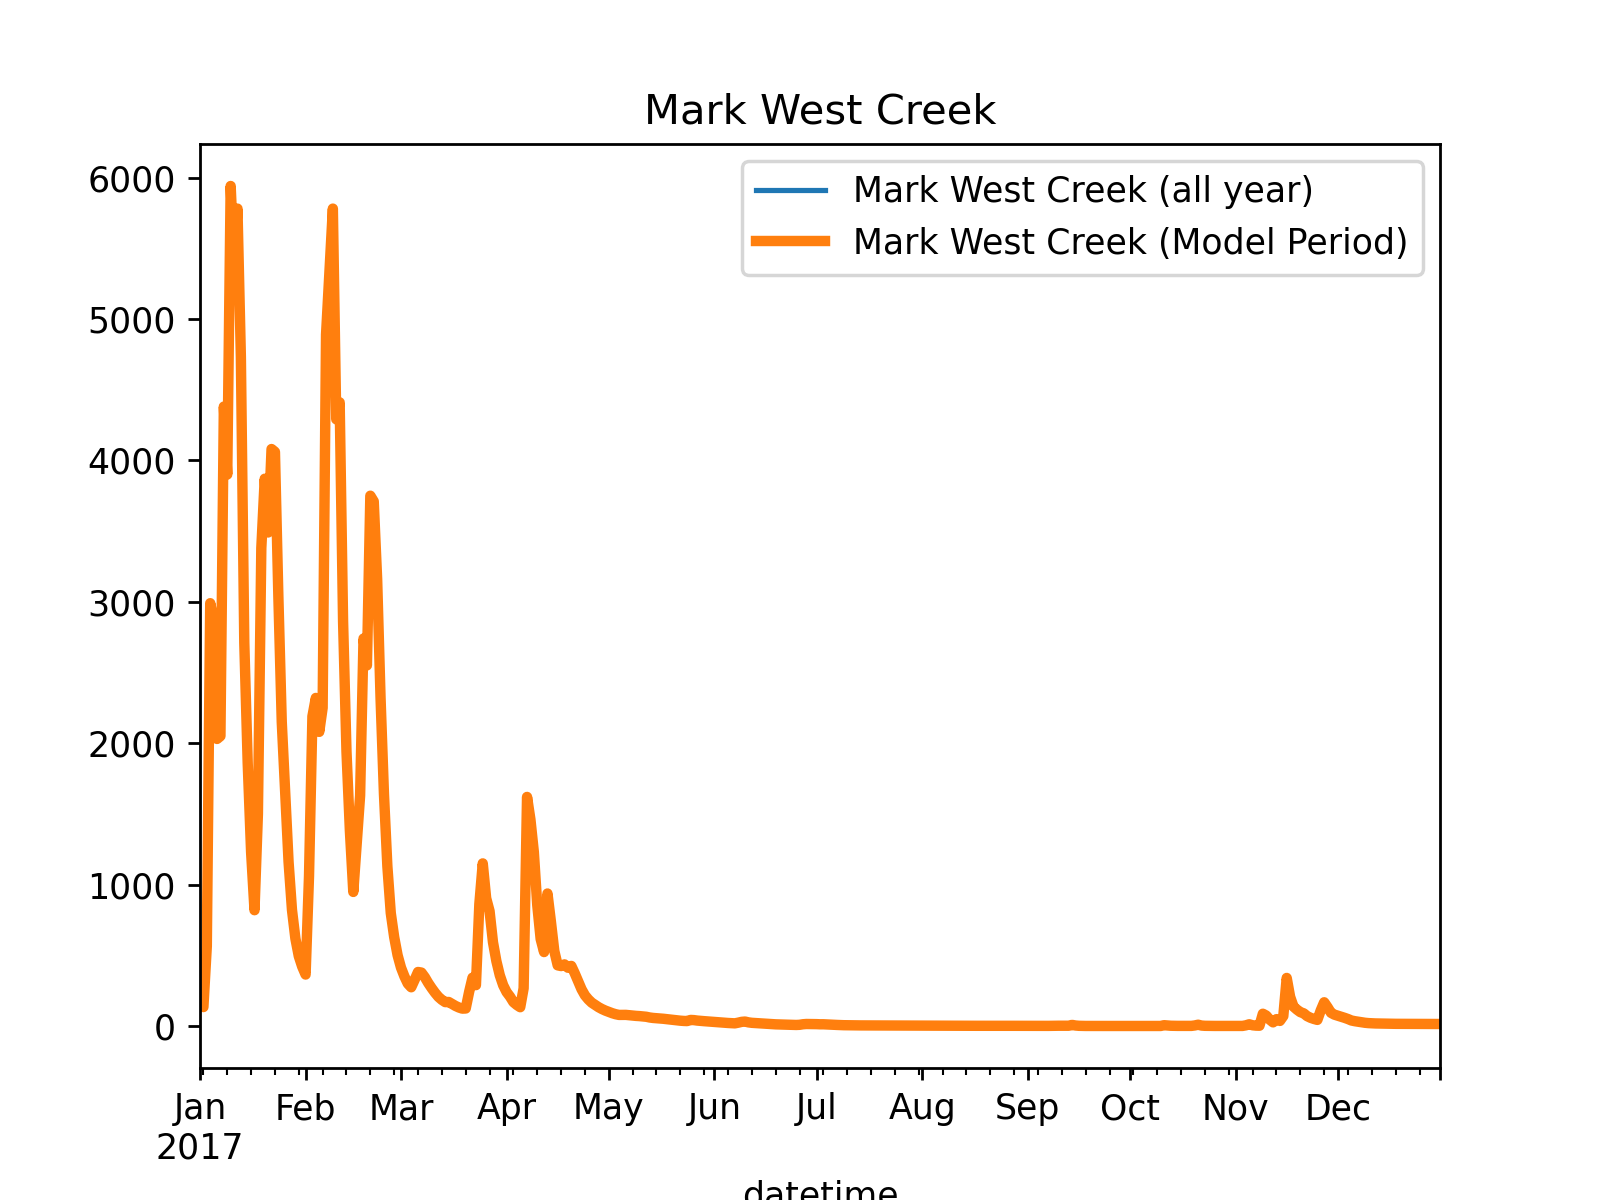 Mark West Creek
Mark West Creek (all year)
Mark West Creek (Model Period)
6000
5000
4000
3000
2000
1000
0
Jan Feb Mar Apr May Jun Jul Aug Sep Oct Nov Dec
2017
datetime